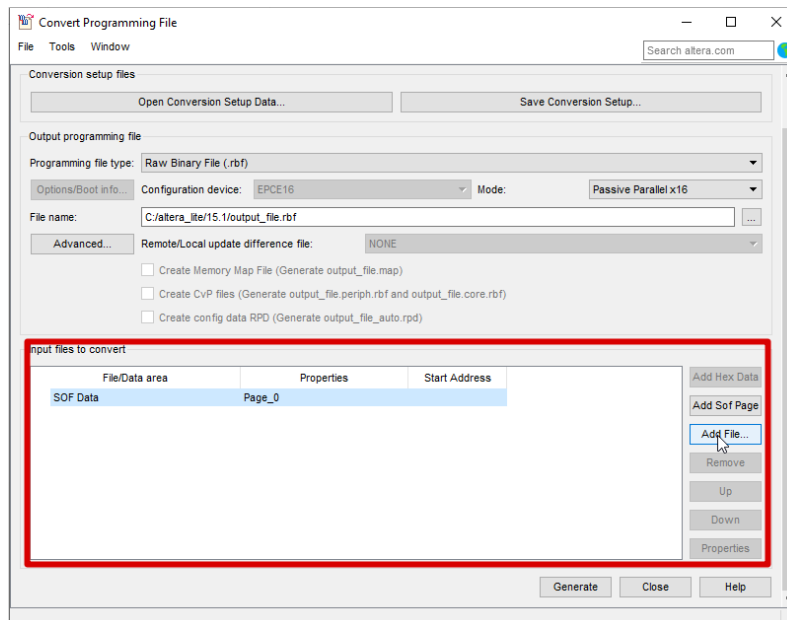 Convert Programming File
File Tools Window
Search altera.com
Conversion setup files
Open Conversion Setup Data... Save Conversion Setup...
Output programming file
Programming file type: Raw Binary File (.rbf)
Options/Boot info... Configuration device: EPCE16 Mode: Passive Parallel x16
File name: C:/altera_lite/15.1/output_file.rbf ...
Advanced... Remote/Local update difference file: NONE
Create Memory Map File (Generate output_file.map)
Create CvP files (Generate output_file.periph.rbf and output_file.core.rbf)
Create config data RPD (Generate output_file_auto.rpd)
Input files to convert
File/Data area Properties Start Address
SOF Data Page_0
Add Hex Data
Add Sof Page
Add File...
Remove
Up
Down
Properties
Generate Close Help